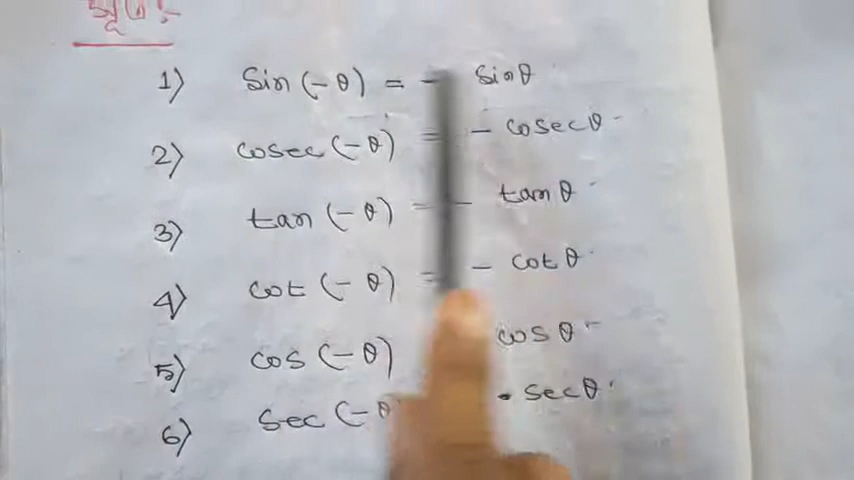 সূত্র :-
1) Sin (-θ) = - Sinθ
2) cosec (-θ) = - cosecθ
3) tan (-θ) = - tanθ
4) cot (-θ) = - cotθ
5) cos (-θ) cosθ
6) Sec (-θ secθ